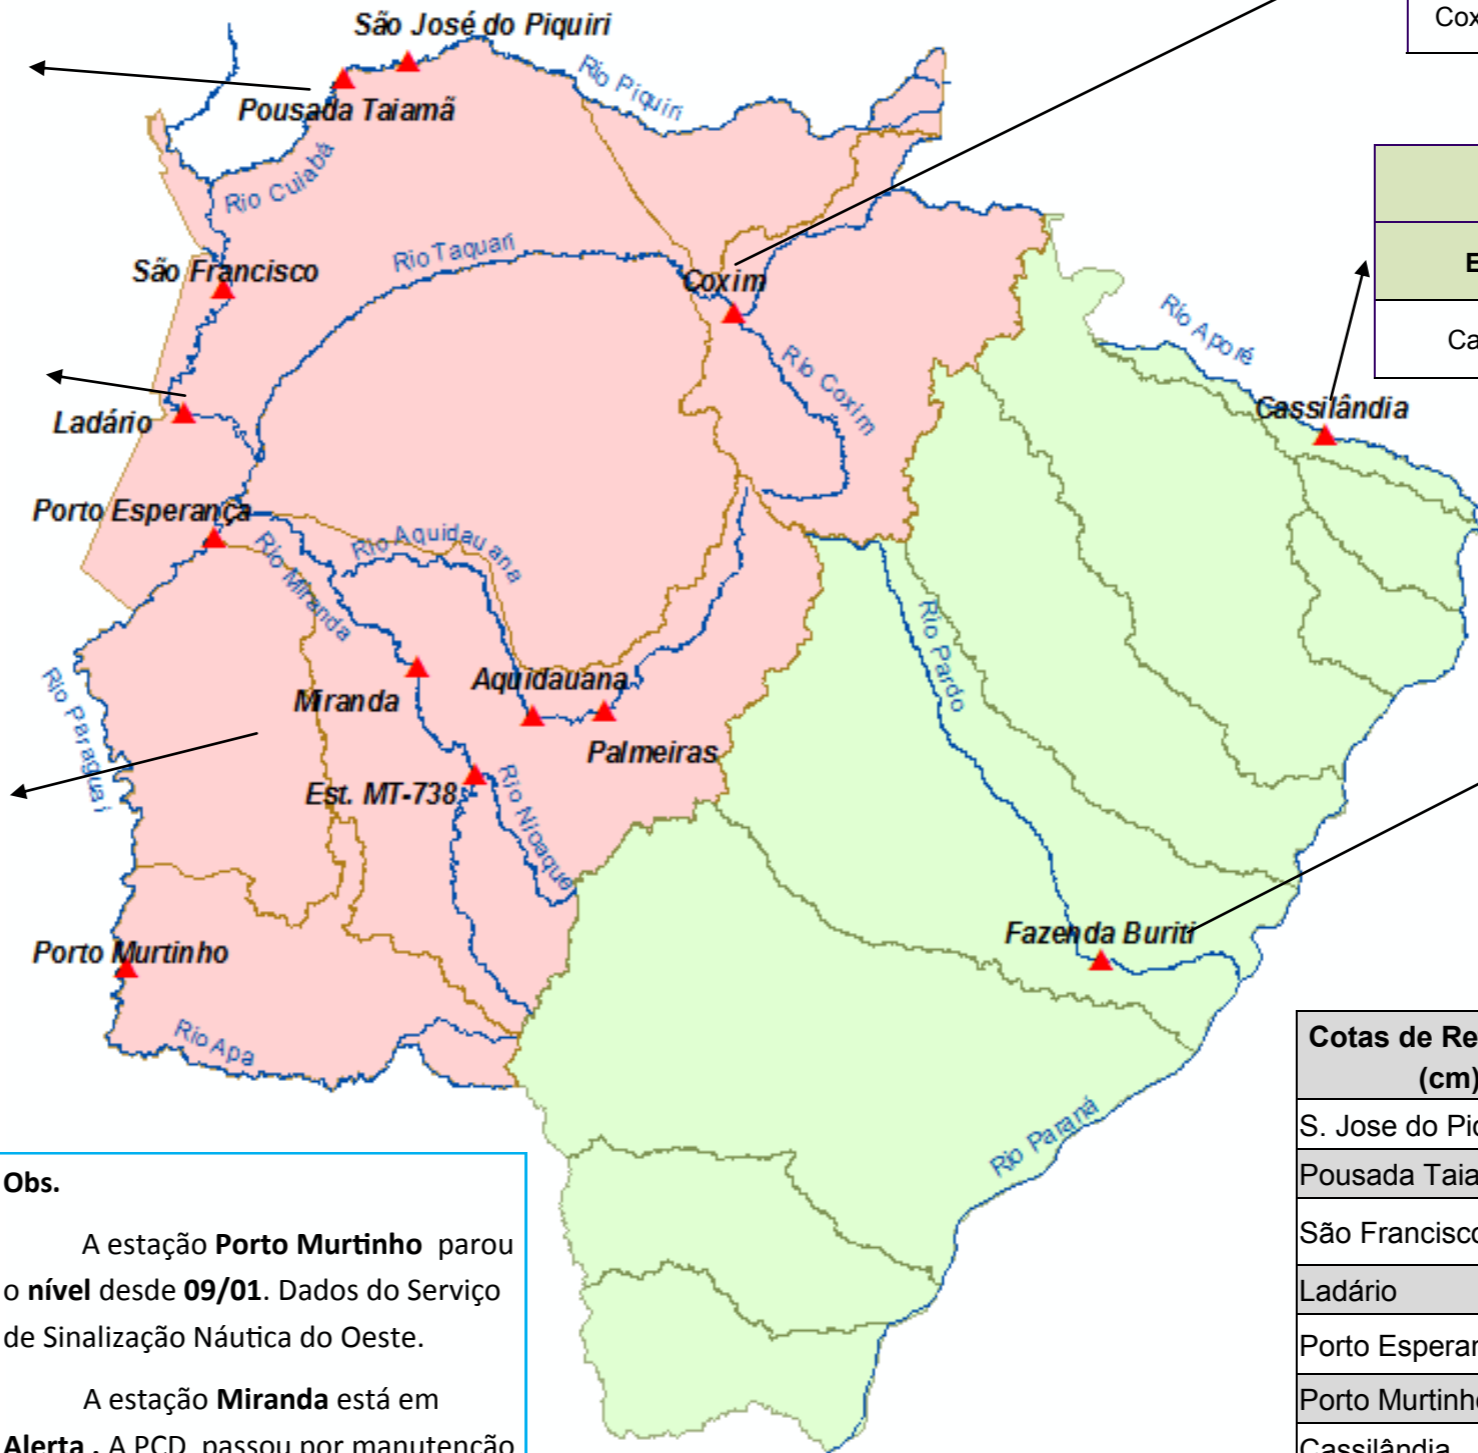 São José do Piquiri
Cox
Rio Piquiri
Pousada Taiamã
Rio Cuiabá
Rio Taquari
São Francisco
Coxim
E
Rio Aporé
Ca
Rio Coxim
Cassilândia
Ladário
Porto Esperança
Rio Aquidauana
Rio Miranda
Rio Pardo
Rio Paraguai
Aquidauana
Miranda
Palmeiras
Est. MT-738
Rio Nioaque
Porto Murtinho
Fazenda Buriti
Rio Apa
Rio Paraná
Cotas de Re
(cm)
S. Jose do Pi
Pousada Taia
São Francisco
Ladário
Porto Esperan
Porto Murtinho
Cassilândia
Obs.
A estação Porto Murtinho parou
o nível desde 09/01. Dados do Serviço
de Sinalização Náutica do Oeste.
A estação Miranda está em
Alerta . A PCD passou por manutenção